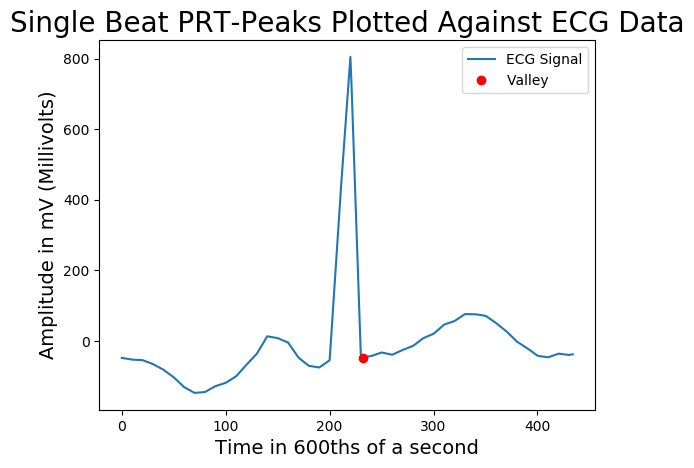 Single Beat PRT-Peaks Plotted Against ECG Data
ECG Signal
Valley
Amplitude in mV (Millivolts)
800
600
400
200
0
0 100 200 300 400
Time in 600ths of a second